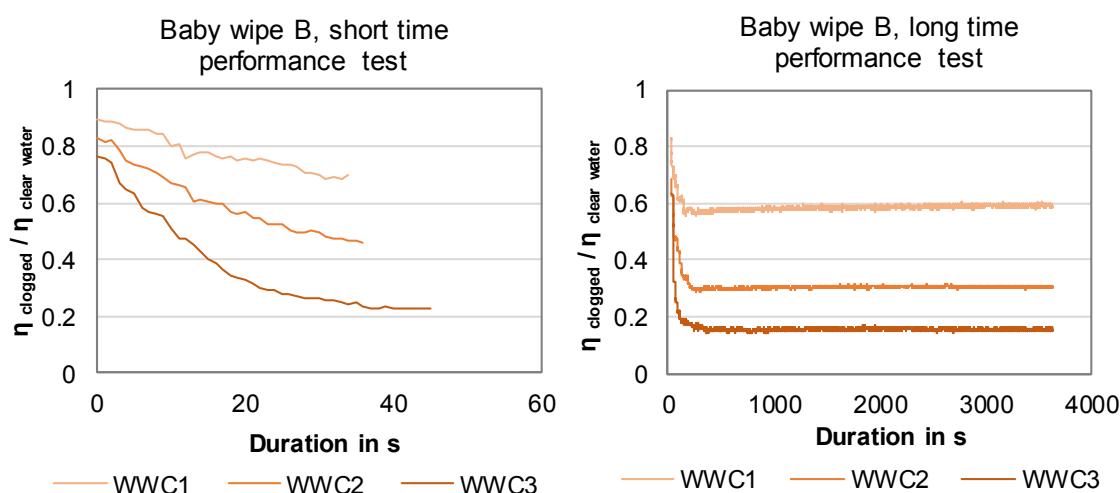 Baby wipe B, short time
performance test
η clogged / η clear water
1
0.8
0.6
0.4
0.2
0
0 20 40 60
Duration in s
WWC1 WWC2 WWC3
Baby wipe B, long time
performance test
η clogged / η clear water
1
0.8
0.6
0.4
0.2
0
0 1000 2000 3000 4000
Duration in s
WWC1 WWC2 WWC3